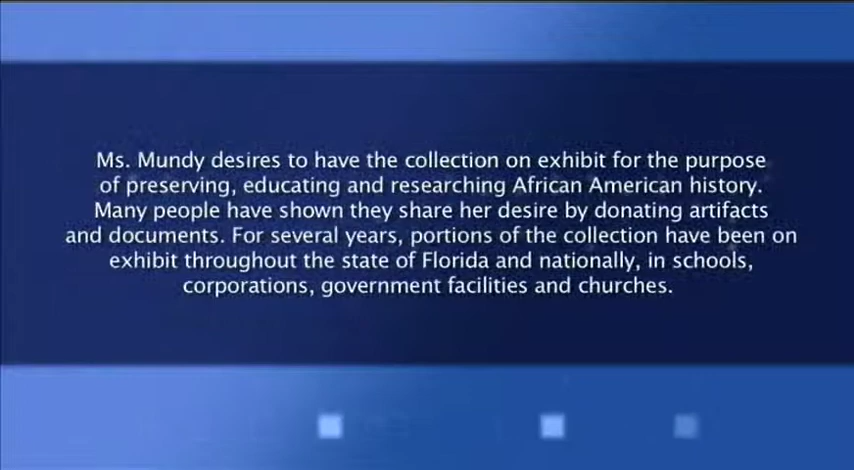 Ms. Mundy desires to have the collection on exhibit for the purpose
of preserving, educating and researching African American history.
Many people have shown they share her desire by donating artifacts
and documents. For several years, portions of the collection have been on
exhibit throughout the state of Florida and nationally, in schools,
corporations, government facilities and churches.